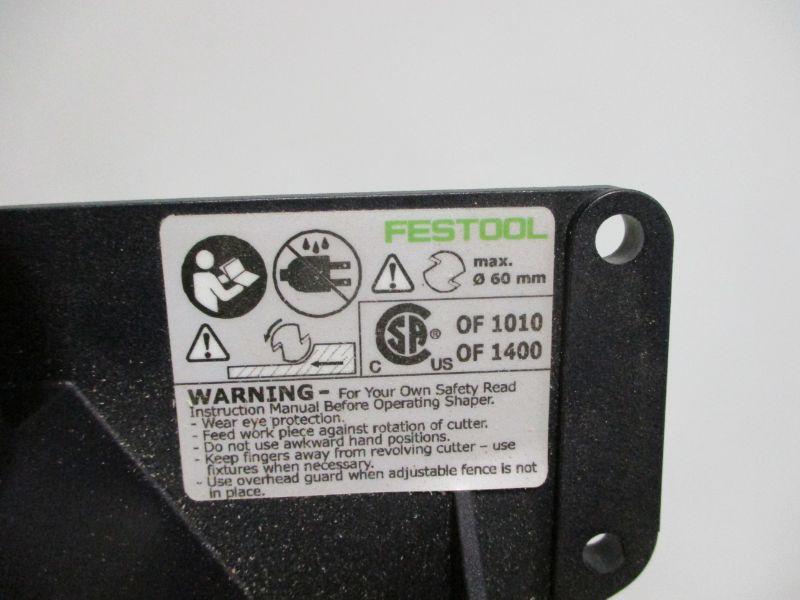 FESTOOL
max.
Ø 60 mm
CSA ®
C US
OF 1010
OF 1400
WARNING - For Your Own Safety Read
Instruction Manual Before Operating Shaper.
- Wear eye protection.
- Feed work piece against rotation of cutter.
- Do not use awkward hand positions.
- Keep fingers away from revolving cutter - use
fixtures when necessary.
- Use overhead guard when adjustable fence is not
in place.